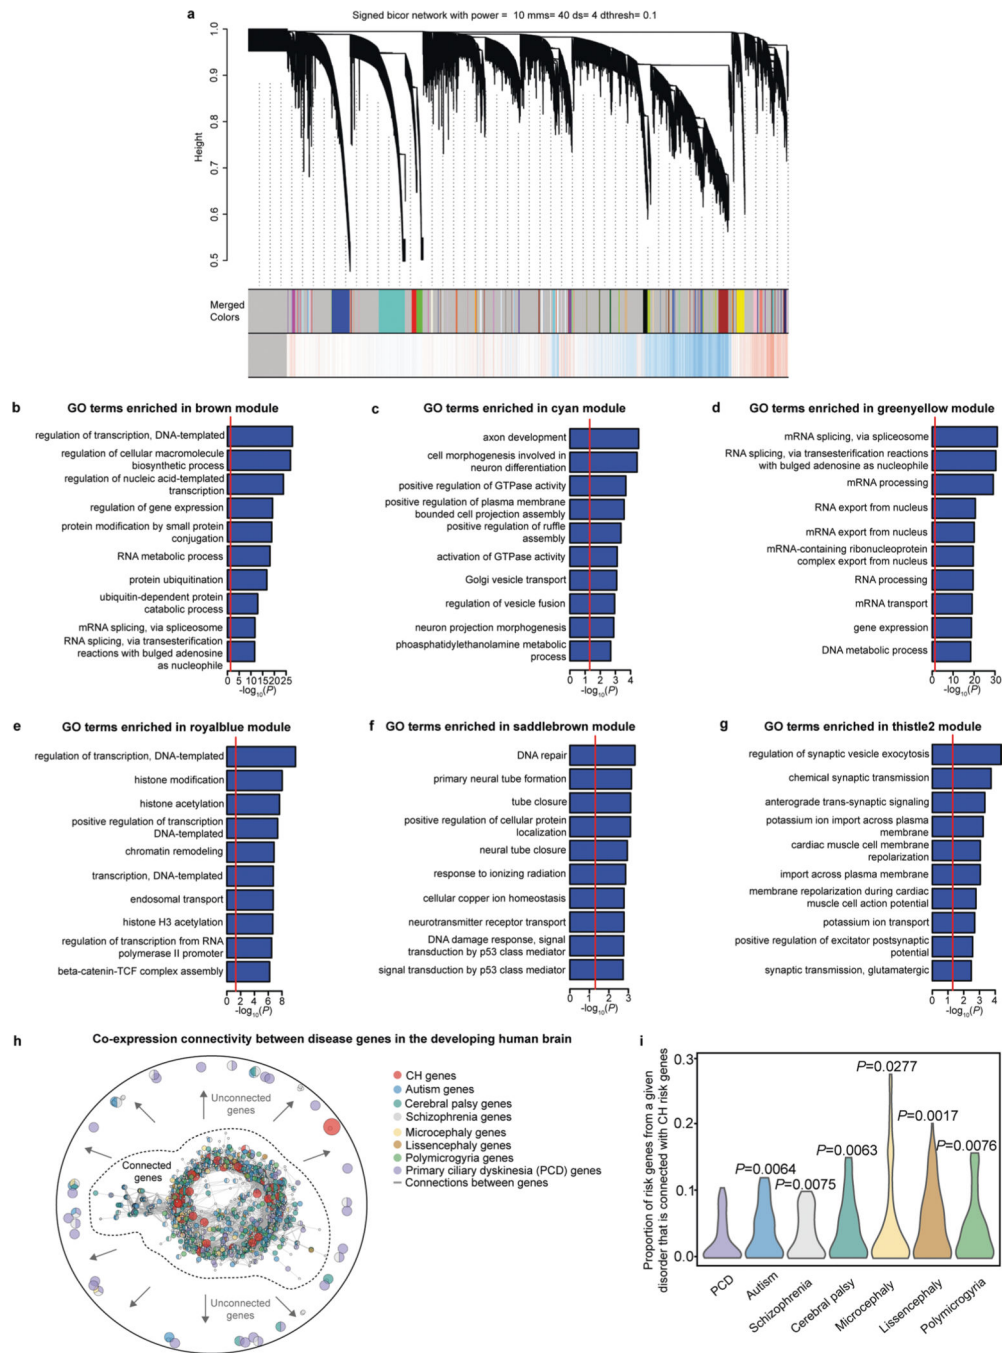 a
Signed bicor network with power = 10 mms= 40 ds= 4 dthresh= 0.1
Height
1.0
0.9
0.8
0.7
0.6
0.5
Merged
Colors
b
GO terms enriched in brown module
regulation of transcription, DNA-templated
regulation of cellular macromolecule
biosynthetic process
regulation of nucleic acid-templated
transcription
regulation of gene expression
protein modification by small protein
conjugation
RNA metabolic process
protein ubiquitination
ubiquitin-dependent protein
catabolic process
mRNA splicing, via spliceosome
RNA splicing, via transesterification
reactions with bulged adenosine
as nucleophile
0 5 10 15 20 25
-log10(P)
c
GO terms enriched in cyan module
axon development
cell morphogenesis involved in
neuron differentiation
positive regulation of GTPase activity
positive regulation of plasma membrane
bounded cell projection assembly
positive regulation of ruffle
assembly
activation of GTPase activity
Golgi vesicle transport
regulation of vesicle fusion
neuron projection morphogenesis
phoasphatidylethanolamine metabolic
process
0 1 2 3 4
-log10(P)
d
GO terms enriched in greenyellow module
mRNA splicing, via spliceosome
RNA splicing, via transesterification reactions
with bulged adenosine as nucleophile
mRNA processing
RNA export from nucleus
mRNA export from nucleus
mRNA-containing ribonucleoprotein
complex export from nucleus
RNA processing
mRNA transport
gene expression
DNA metabolic process
0 10 20 30
-log10(P)
e
GO terms enriched in royalblue module
regulation of transcription, DNA-templated
histone modification
histone acetylation
positive regulation of transcription
DNA-templated
chromatin remodeling
transcription, DNA-templated
endosomal transport
histone H3 acetylation
regulation of transcription from RNA
polymerase II promoter
beta-catenin-TCF complex assembly
0 2 4 6 8
-log10(P)
f
GO terms enriched in saddlebrown module
DNA repair
primary neural tube formation
tube closure
positive regulation of cellular protein
localization
neural tube closure
response to ionizing radiation
cellular copper ion homeostasis
neurotransmitter receptor transport
DNA damage response, signal
transduction by p53 class mediator
signal transduction by p53 class mediator
0 1 2 3
-log10(P)
g
GO terms enriched in thistle2 module
regulation of synaptic vesicle exocytosis
chemical synaptic transmission
anterograde trans-synaptic signaling
potassium ion import across plasma
membrane
cardiac muscle cell membrane
repolarization
import across plasma membrane
membrane repolarization during cardiac
muscle cell action potential
potassium ion transport
positive regulation of excitator postsynaptic
potential
synaptic transmission, glutamatergic
0 1 2 3 4
-log10(P)
h
Co-expression connectivity between disease genes in the developing human brain
Unconnected
genes
Connected
genes
Unconnected
genes
CH genes
Autism genes
Cerebral palsy genes
Schizophrenia genes
Microcephaly genes
Lissencephaly genes
Polymicrogyria genes
Primary ciliary dyskinesia (PCD) genes
Connections between genes
i
Proportion of risk genes from a given
disorder that is connected with CH risk genes
0.3
0.2
0.1
0.0
P=0.0064
P=0.0075
P=0.0063
P=0.0277
P=0.0017
P=0.0076
PCD
Autism
Schizophrenia
Cerebral palsy
Microcephaly
Lissencephaly
Polymicrogyria